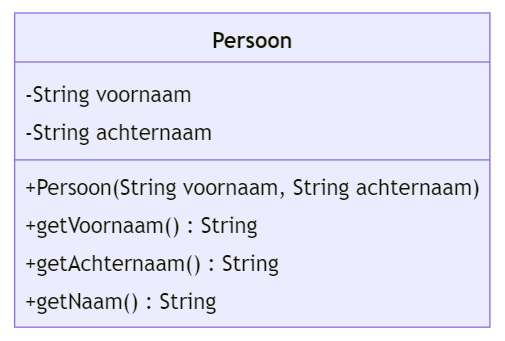 Persoon
-String voornaam
-String achternaam
+Persoon(String voornaam, String achternaam)
+getVoornaam() : String
+getAchternaam() : String
+getNaam() : String